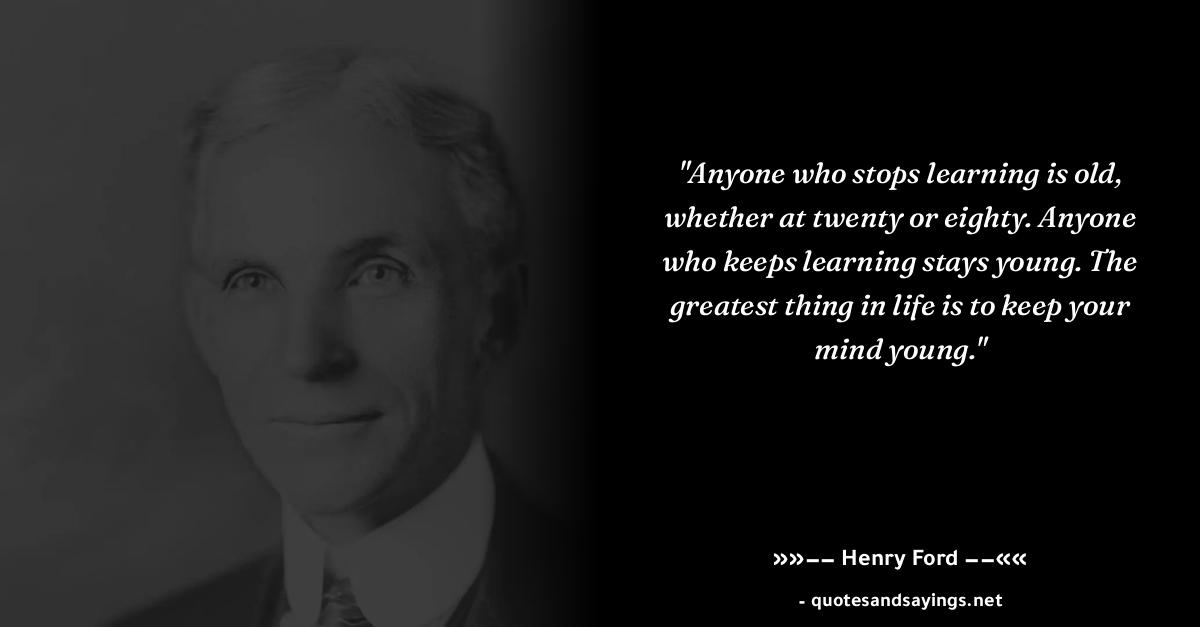 "Anyone who stops learning is old,
whether at twenty or eighty. Anyone
who keeps learning stays young. The
greatest thing in life is to keep your
mind young."
»»−− Henry Ford −−««
- quotesandsayings.net